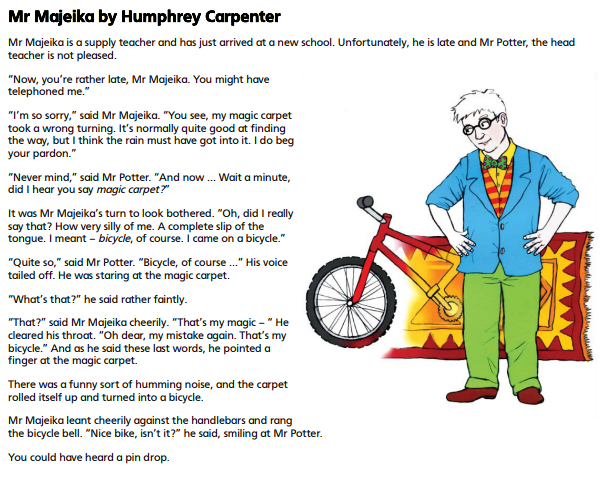 Mr Majeika by Humphrey Carpenter
Mr Majeika is a supply teacher and has just arrived at a new school. Unfortunately, he is late and Mr Potter, the head
teacher is not pleased.
“Now, you’re rather late, Mr Majeika. You might have
telephoned me.”
“I’m so sorry,” said Mr Majeika. “You see, my magic carpet
took a wrong turning. It’s normally quite good at finding
the way, but I think the rain must have got into it. I do beg
your pardon.”
“Never mind,” said Mr Potter. “And now ... Wait a minute,
did I hear you say magic carpet?”
It was Mr Majeika’s turn to look bothered. “Oh, did I really
say that? How very silly of me. A complete slip of the
tongue. I meant – bicycle, of course. I came on a bicycle.”
“Quite so,” said Mr Potter. “Bicycle, of course ...” His voice
tailed off. He was staring at the magic carpet.
“What’s that?” he said rather faintly.
“That?” said Mr Majeika cheerily. “That’s my magic – “ He
cleared his throat. “Oh dear, my mistake again. That’s my
bicycle.” And as he said these last words, he pointed a
finger at the magic carpet.
There was a funny sort of humming noise, and the carpet
rolled itself up and turned into a bicycle.
Mr Majeika leant cheerily against the handlebars and rang
the bicycle bell. “Nice bike, isn’t it?” he said, smiling at Mr Potter.
You could have heard a pin drop.